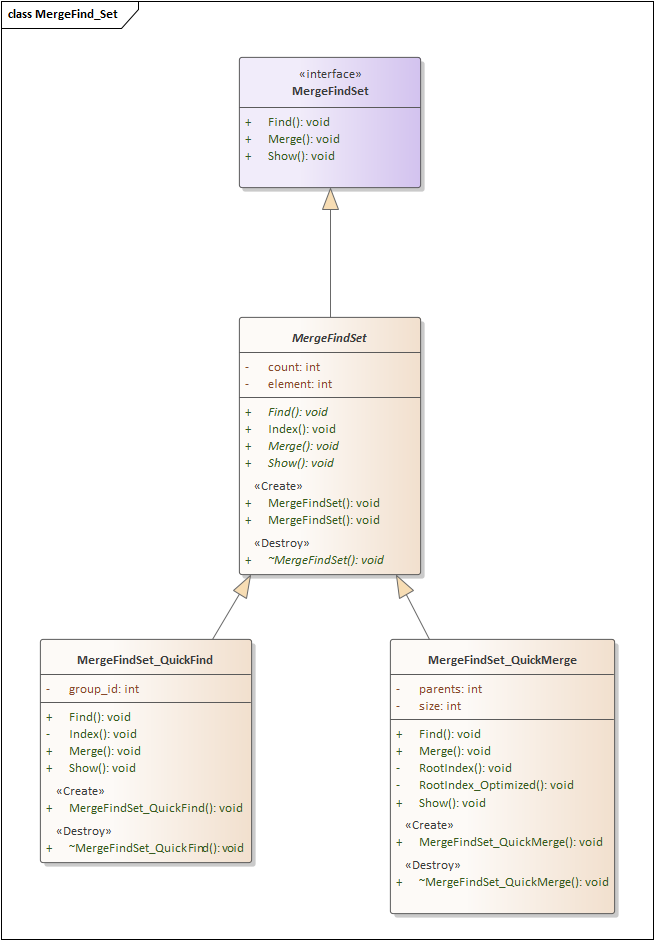 class MergeFind_Set
«interface»
MergeFindSet
+ Find(): void
+ Merge(): void
+ Show(): void
MergeFindSet
- count: int
- element: int
+ Find(): void
+ Index(): void
+ Merge(): void
+ Show(): void
«Create»
+ MergeFindSet(): void
+ MergeFindSet(): void
«Destroy»
+ ~MergeFindSet(): void
MergeFindSet_QuickFind
- group_id: int
+ Find(): void
- Index(): void
+ Merge(): void
+ Show(): void
«Create»
+ MergeFindSet_QuickFind(): void
«Destroy»
+ ~MergeFindSet_QuickFind(): void
MergeFindSet_QuickMerge
- parents: int
- size: int
+ Find(): void
+ Merge(): void
- RootIndex(): void
- RootIndex_Optimized(): void
+ Show(): void
«Create»
+ MergeFindSet_QuickMerge(): void
«Destroy»
+ ~MergeFindSet_QuickMerge(): void